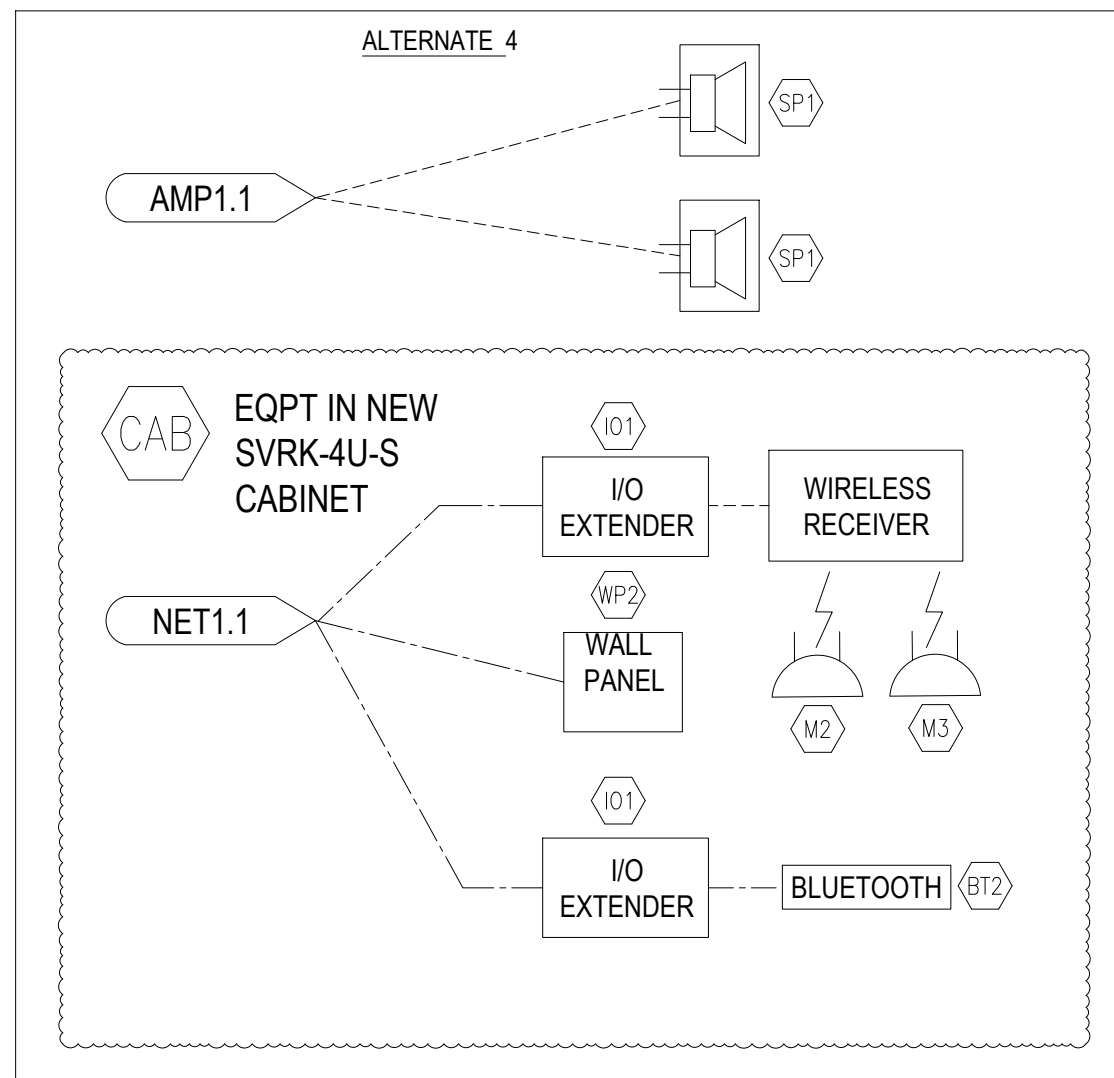 ALTERNATE 4
SP1
AMP1.1
SP1
CAB
EQPT IN NEW
SVRK-4U-S
CABINET
IO1
I/O
EXTENDER
WIRELESS
RECEIVER
WP2
NET1.1
WALL
PANEL
M2
M3
IO1
I/O
EXTENDER
BLUETOOTH
BT2